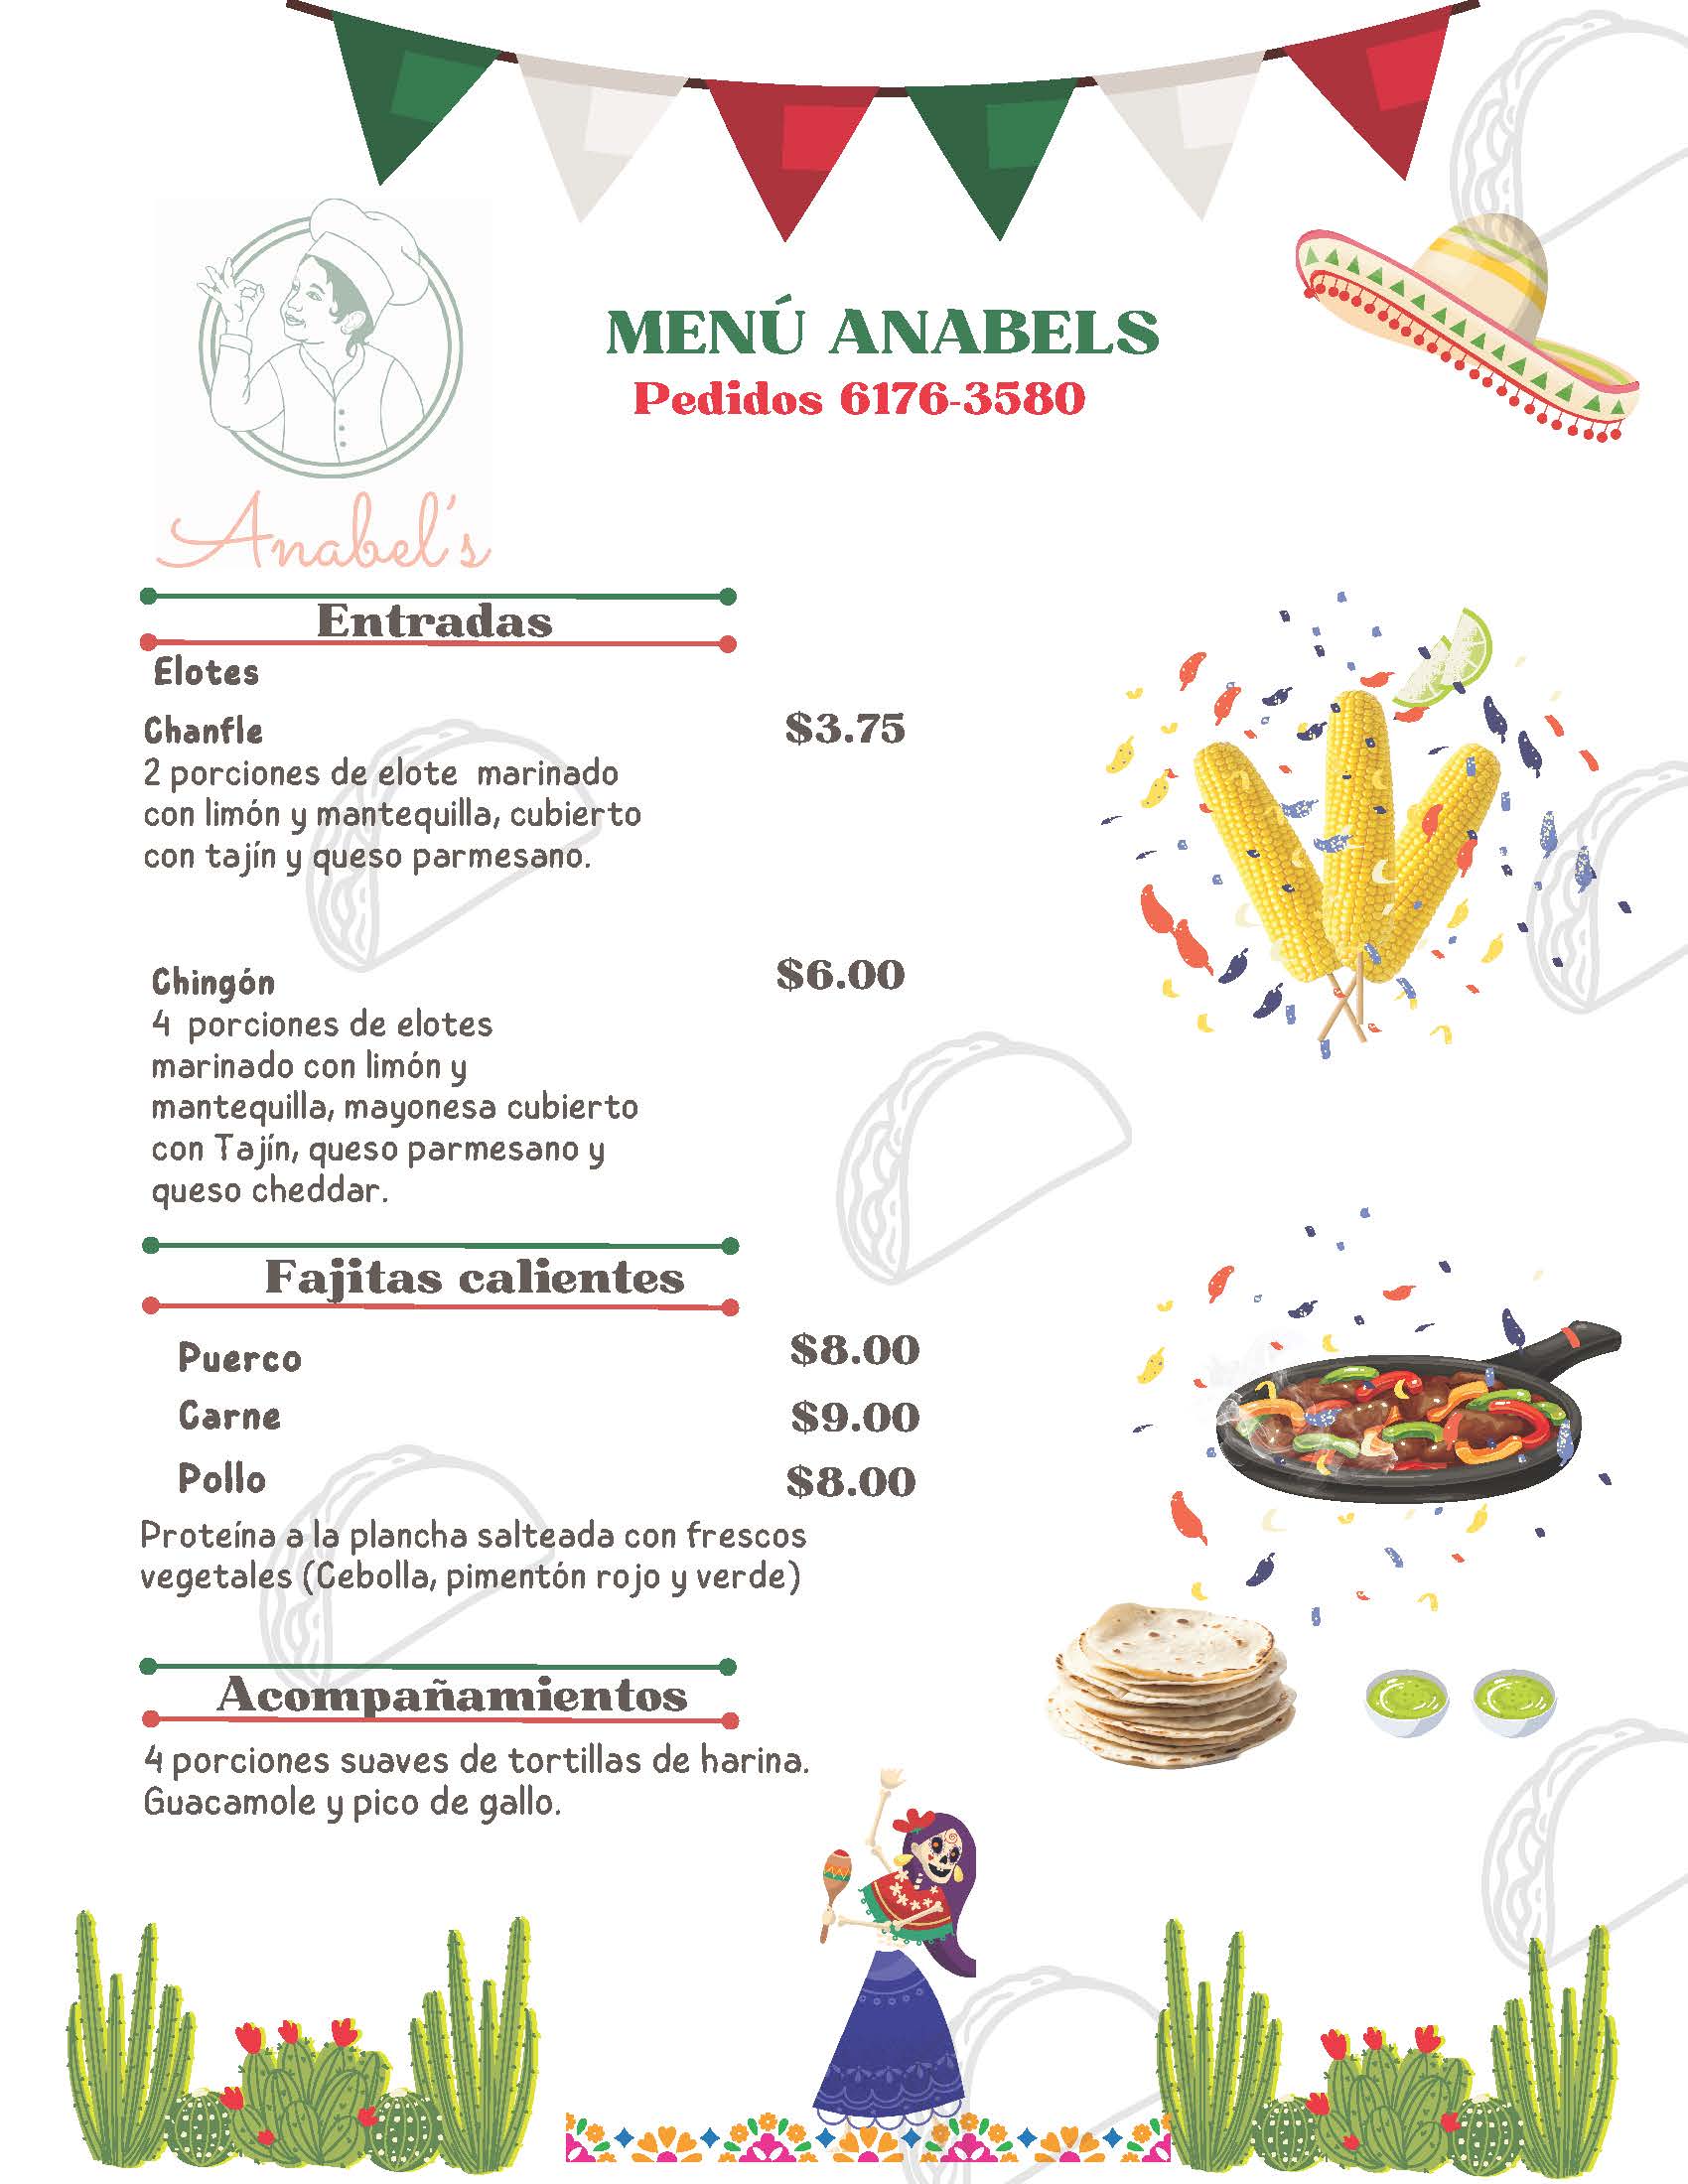 MENÚ ANABELS
Pedidos 6176-3580
Anabel's
Entradas
Elotes
Chanfle $3.75
2 porciones de elote marinado
con limón y mantequilla, cubierto
con tajín y queso parmesano.
Chingón $6.00
4 porciones de elotes
marinado con limón y
mantequilla, mayonesa cubierto
con Tajín, queso parmesano y
queso cheddar.
Fajitas calientes
Puerco $8.00
Carne $9.00
Pollo $8.00
Proteína a la plancha salteada con frescos
vegetales (Cebolla, pimentón rojo y verde)
Acompañamientos
4 porciones suaves de tortillas de harina.
Guacamole y pico de gallo.